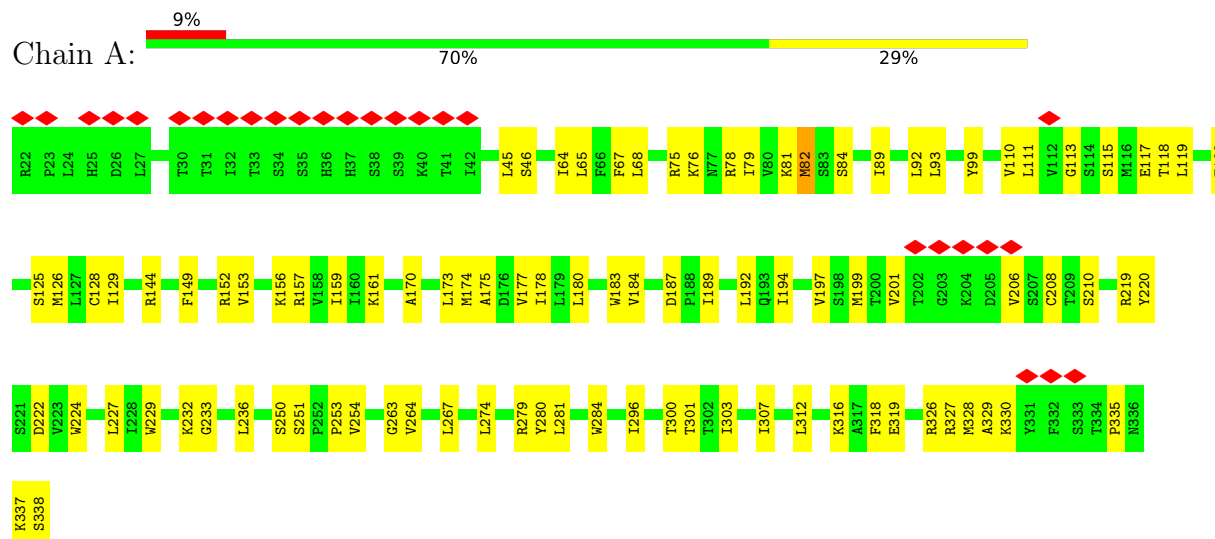 9%
Chain A:
70% 29%
R22 P23 L24 H25 D26 L27 T30 T31 I32 T33 S34 S35 H36 H37 S38 S39 K40 T41 I42 L45 S46 I64 L65 F66 F67 L68 R75 K76 N77 R78 I79 V80 K81 M82 S83 S84 I89 L92 L93 Y99 V110 L111 V112 G113 S114 S115 M116 E117 T118 L119
S125 M126 L127 C128 I129 R144 F149 R152 V153 K156 R157 V158 I159 I160 K161 A170 L173 M174 A175 D176 V177 I178 L179 L180 W183 V184 D187 P188 I189 L192 Q193 I194 V197 S198 M199 T200 V201 T202 G203 K204 D205 V206 S207 C208 T209 S210 R219 Y220
S221 D222 V223 W224 L227 I228 W229 K232 G233 L236 S250 S251 P252 P253 V254 G263 V264 L267 L274 R279 Y280 L281 W284 I296 T300 T301 T302 I303 I307 L312 K316 A317 F318 E319 R326 R327 M328 A329 K330 Y331 F332 S333 T334 P335 N336
K337 S338